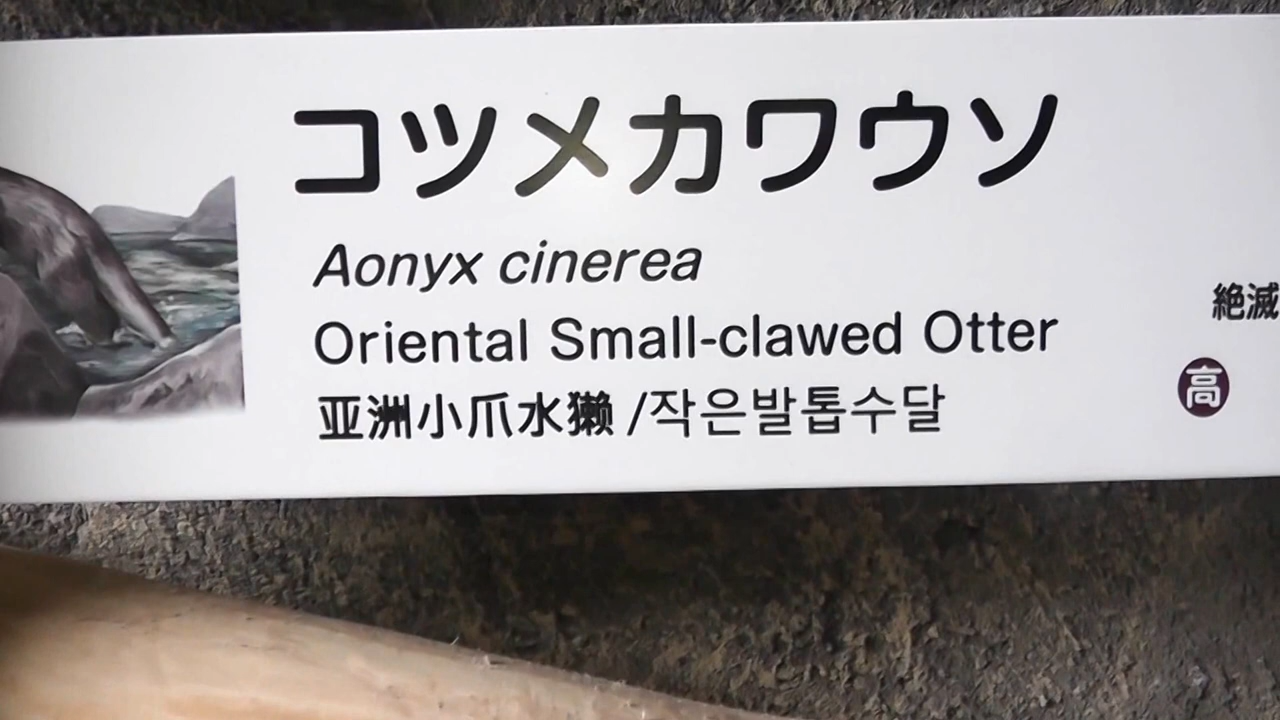 コツメカワウソ
Aonyx cinerea
Oriental Small-clawed Otter
亚洲小爪水獭 /작은발톱수달
絶滅
高